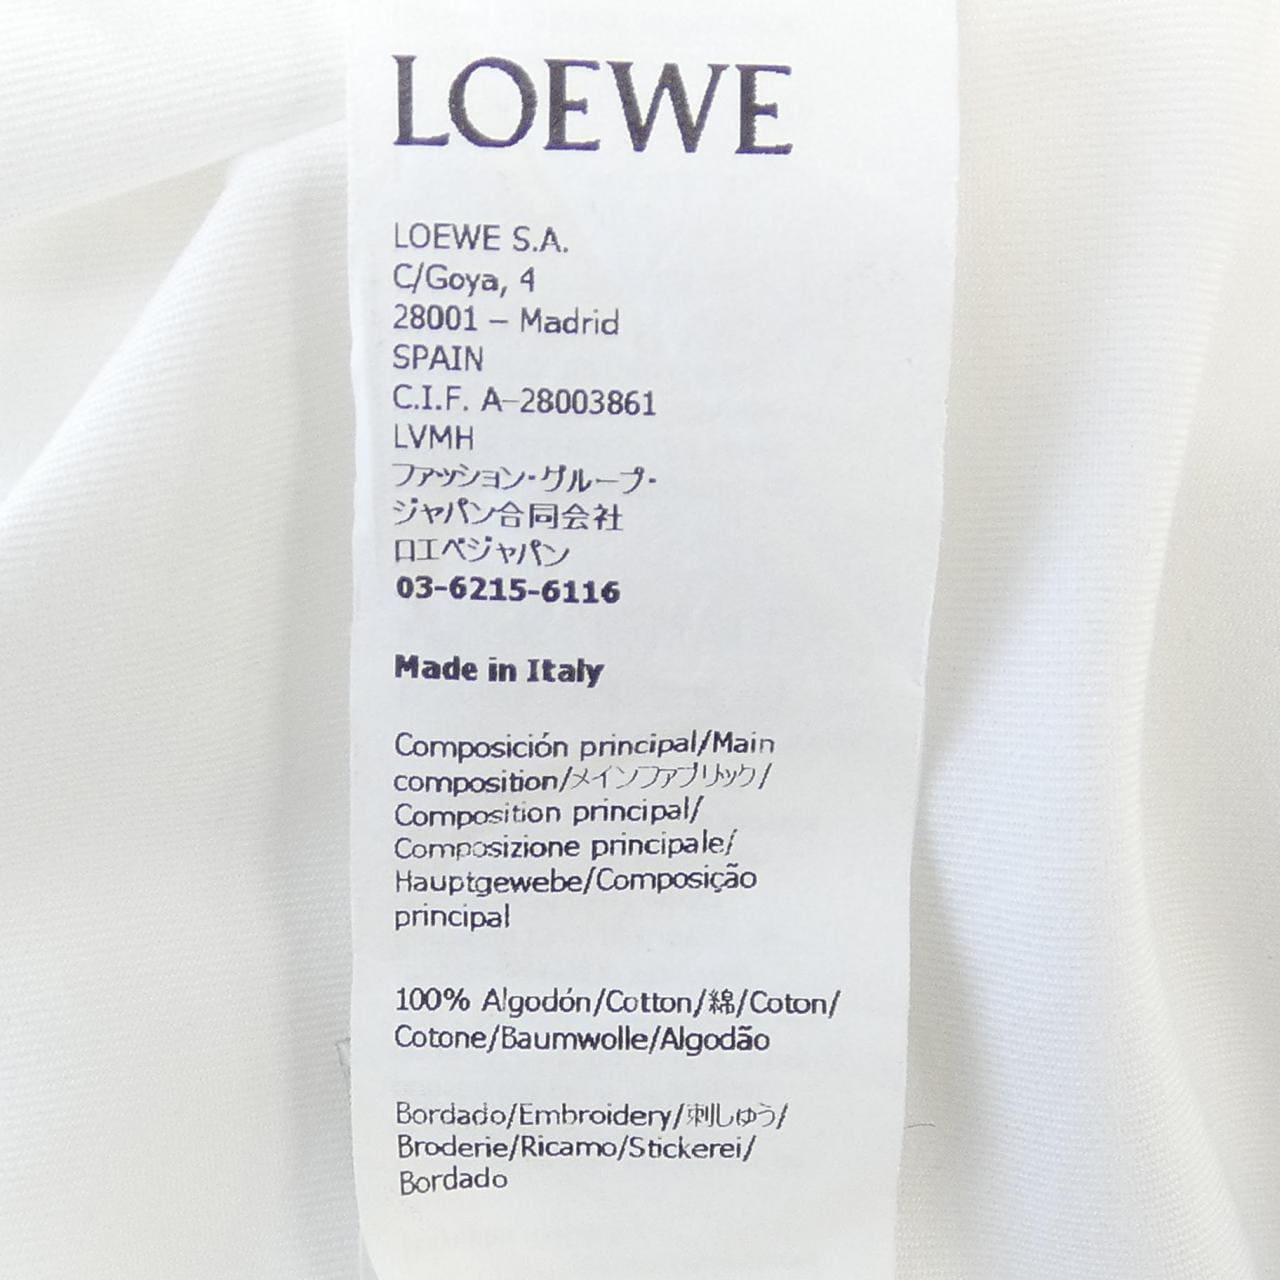 LOEWE
LOEWE S.A.
C/Goya, 4
28001 – Madrid
SPAIN
C.I.F. A-28003861
LVMH
ファッション・グループ・
ジャパン合同会社
ロエベジャパン
03-6215-6116
Made in Italy
Composición principal/Main
composition/メインファブリック/
Composition principal/
Composizione principale/
Hauptgewebe/Composição
principal
100% Algodón/Cotton/綿/Coton/
Cotone/Baumwolle/Algodão
Bordado/Embroidery/刺しゅう/
Broderie/Ricamo/Stickerei/
Bordado